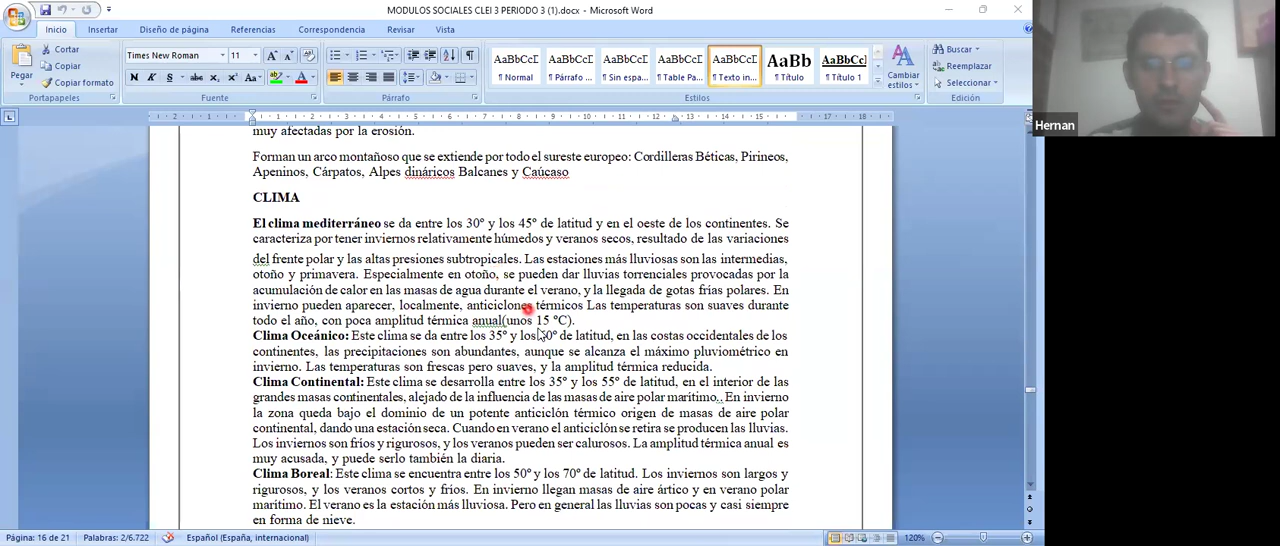 MODULOS SOCIALES CLEI 3 PERIODO 3 (1).docx - Microsoft Word
Inicio Insertar Diseño de página Referencias Correspondencia Revisar Vista
Cortar
Copiar
Copiar formato
Pegar
Portapapeles
Times New Roman 11
Fuente
Párrafo
AaBbCcD AaBbCcD AaBbCcD AaBbCcD AaBbCcD AaBb AaBbCc
¶ Normal ¶ Párrafo ... ¶ Sin espa... ¶ Table Pa... ¶ Texto in... ¶ Título ¶ Título 1
Cambiar estilos
Estilos
Buscar
Reemplazar
Seleccionar
Edición
Hernan
muy afectadas por la erosión.
Forman un arco montañoso que se extiende por todo el sureste europeo: Cordilleras Béticas, Pirineos,
Apeninos, Cárpatos, Alpes dináricos Balcanes y Caúcaso
CLIMA
El clima mediterráneo se da entre los 30º y los 45º de latitud y en el oeste de los continentes. Se
caracteriza por tener inviernos relativamente húmedos y veranos secos, resultado de las variaciones
del frente polar y las altas presiones subtropicales. Las estaciones más lluviosas son las intermedias,
otoño y primavera. Especialmente en otoño, se pueden dar lluvias torrenciales provocadas por la
acumulación de calor en las masas de agua durante el verano, y la llegada de gotas frías polares. En
invierno pueden aparecer, localmente, anticiclones térmicos Las temperaturas son suaves durante
todo el año, con poca amplitud térmica anual(unos 15 ºC).
Clima Oceánico: Este clima se da entre los 35º y los 0º de latitud, en las costas occidentales de los
continentes, las precipitaciones son abundantes, aunque se alcanza el máximo pluviométrico en
invierno. Las temperaturas son frescas pero suaves, y la amplitud térmica reducida.
Clima Continental: Este clima se desarrolla entre los 35º y los 55º de latitud, en el interior de las
grandes masas continentales, alejado de la influencia de las masas de aire polar marítimo.. En invierno
la zona queda bajo el dominio de un potente anticiclón térmico origen de masas de aire polar
continental, dando una estación seca. Cuando en verano el anticiclón se retira se producen las lluvias.
Los inviernos son fríos y rigurosos, y los veranos pueden ser calurosos. La amplitud térmica anual es
muy acusada, y puede serlo también la diaria.
Clima Boreal: Este clima se encuentra entre los 50º y los 70º de latitud. Los inviernos son largos y
rigurosos, y los veranos cortos y fríos. En invierno llegan masas de aire ártico y en verano polar
marítimo. El verano es la estación más lluviosa. Pero en general las lluvias son pocas y casi siempre
en forma de nieve.
Página: 16 de 21 Palabras: 2/6.722 Español (España, internacional) 120%